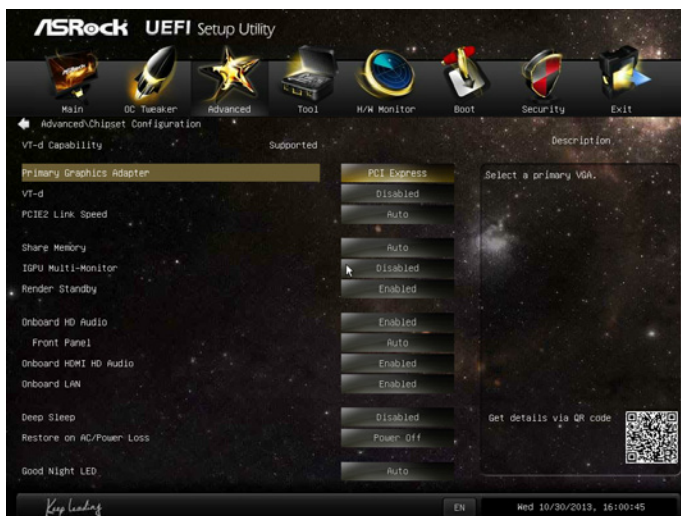 ASRock UEFI Setup Utility
Main OC Tweaker Advanced Tool H/W Monitor Boot Security Exit
Advanced\Chipset Configuration
Description
VT-d Capability Supported
Primary Graphics Adapter PCI Express
Select a primary VGA.
VT-d Disabled
PCIE2 Link Speed Auto
Share Memory Auto
IGPU Multi-Monitor Disabled
Render Standby Enabled
Onboard HD Audio Enabled
Front Panel Auto
Onboard HDMI HD Audio Enabled
Onboard LAN Enabled
Deep Sleep Disabled
Get details via QR code
Restore on AC/Power Loss Power Off
Good Night LED Auto
Keep Leading
EN
Wed 10/30/2013, 16:00:45